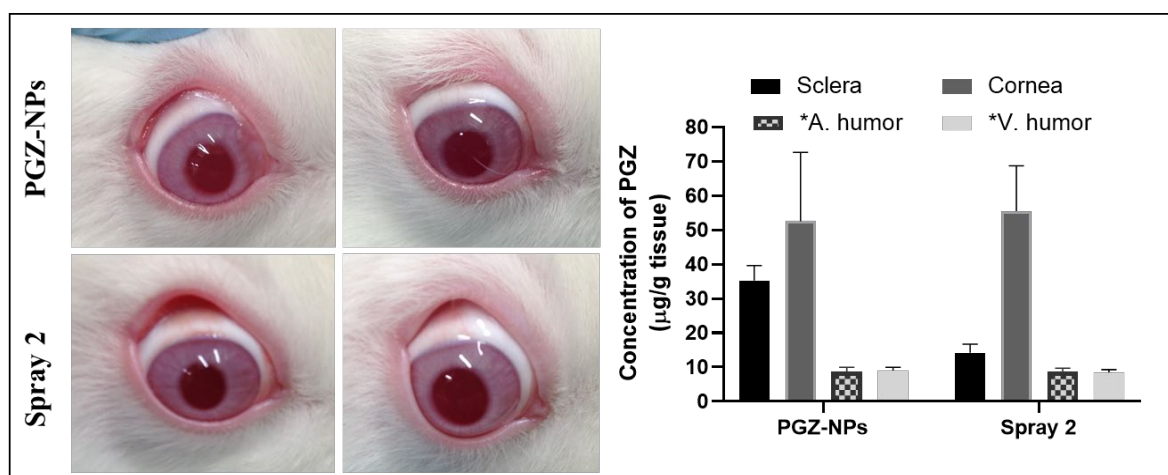 PGZ-NPs
Spray 2
Sclera
Cornea
*A. humor
*V. humor
Concentration of PGZ
(µg/g tissue)
80
70
60
50
40
30
20
10
0
PGZ-NPs
Spray 2